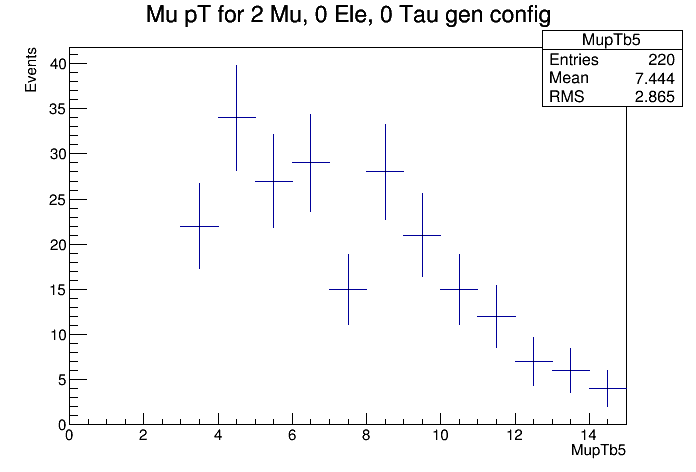 Mu pT for 2 Mu, 0 Ele, 0 Tau gen config
MupTb5
Entries 220
Mean 7.444
RMS 2.865
Events
40
35
30
25
20
15
10
5
0
0 2 4 6 8 10 12 14
MupTb5